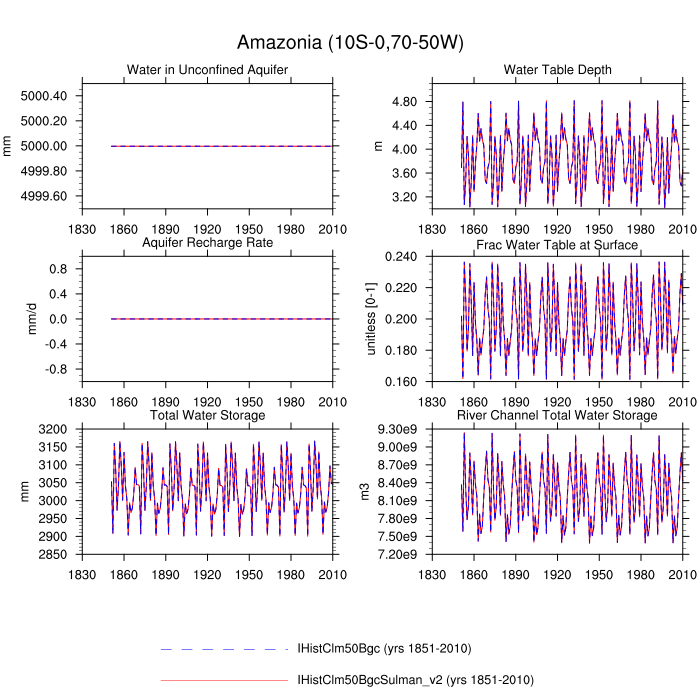 Amazonia (10S-0,70-50W)
Water in Unconfined Aquifer
Water Table Depth
5000.40
5000.20
5000.00
4999.80
4999.60
mm
1830 1860 1890 1920 1950 1980 2010
4.80
4.40
4.00
3.60
3.20
m
1830 1860 1890 1920 1950 1980 2010
Aquifer Recharge Rate
Frac Water Table at Surface
0.8
0.4
0.0
-0.4
-0.8
mm/d
1830 1860 1890 1920 1950 1980 2010
0.240
0.220
0.200
0.180
0.160
unitless [0-1]
1830 1860 1890 1920 1950 1980 2010
Total Water Storage
River Channel Total Water Storage
3200
3150
3100
3050
3000
2950
2900
2850
mm
1830 1860 1890 1920 1950 1980 2010
9.30e9
9.00e9
8.70e9
8.40e9
8.10e9
7.80e9
7.50e9
7.20e9
m3
1830 1860 1890 1920 1950 1980 2010
IHistClm50Bgc (yrs 1851-2010)
IHistClm50BgcSulman_v2 (yrs 1851-2010)